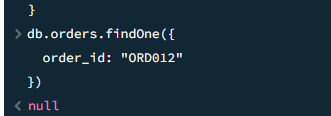 }
> db.orders.findOne({
order_id: "ORD012"
})
< null